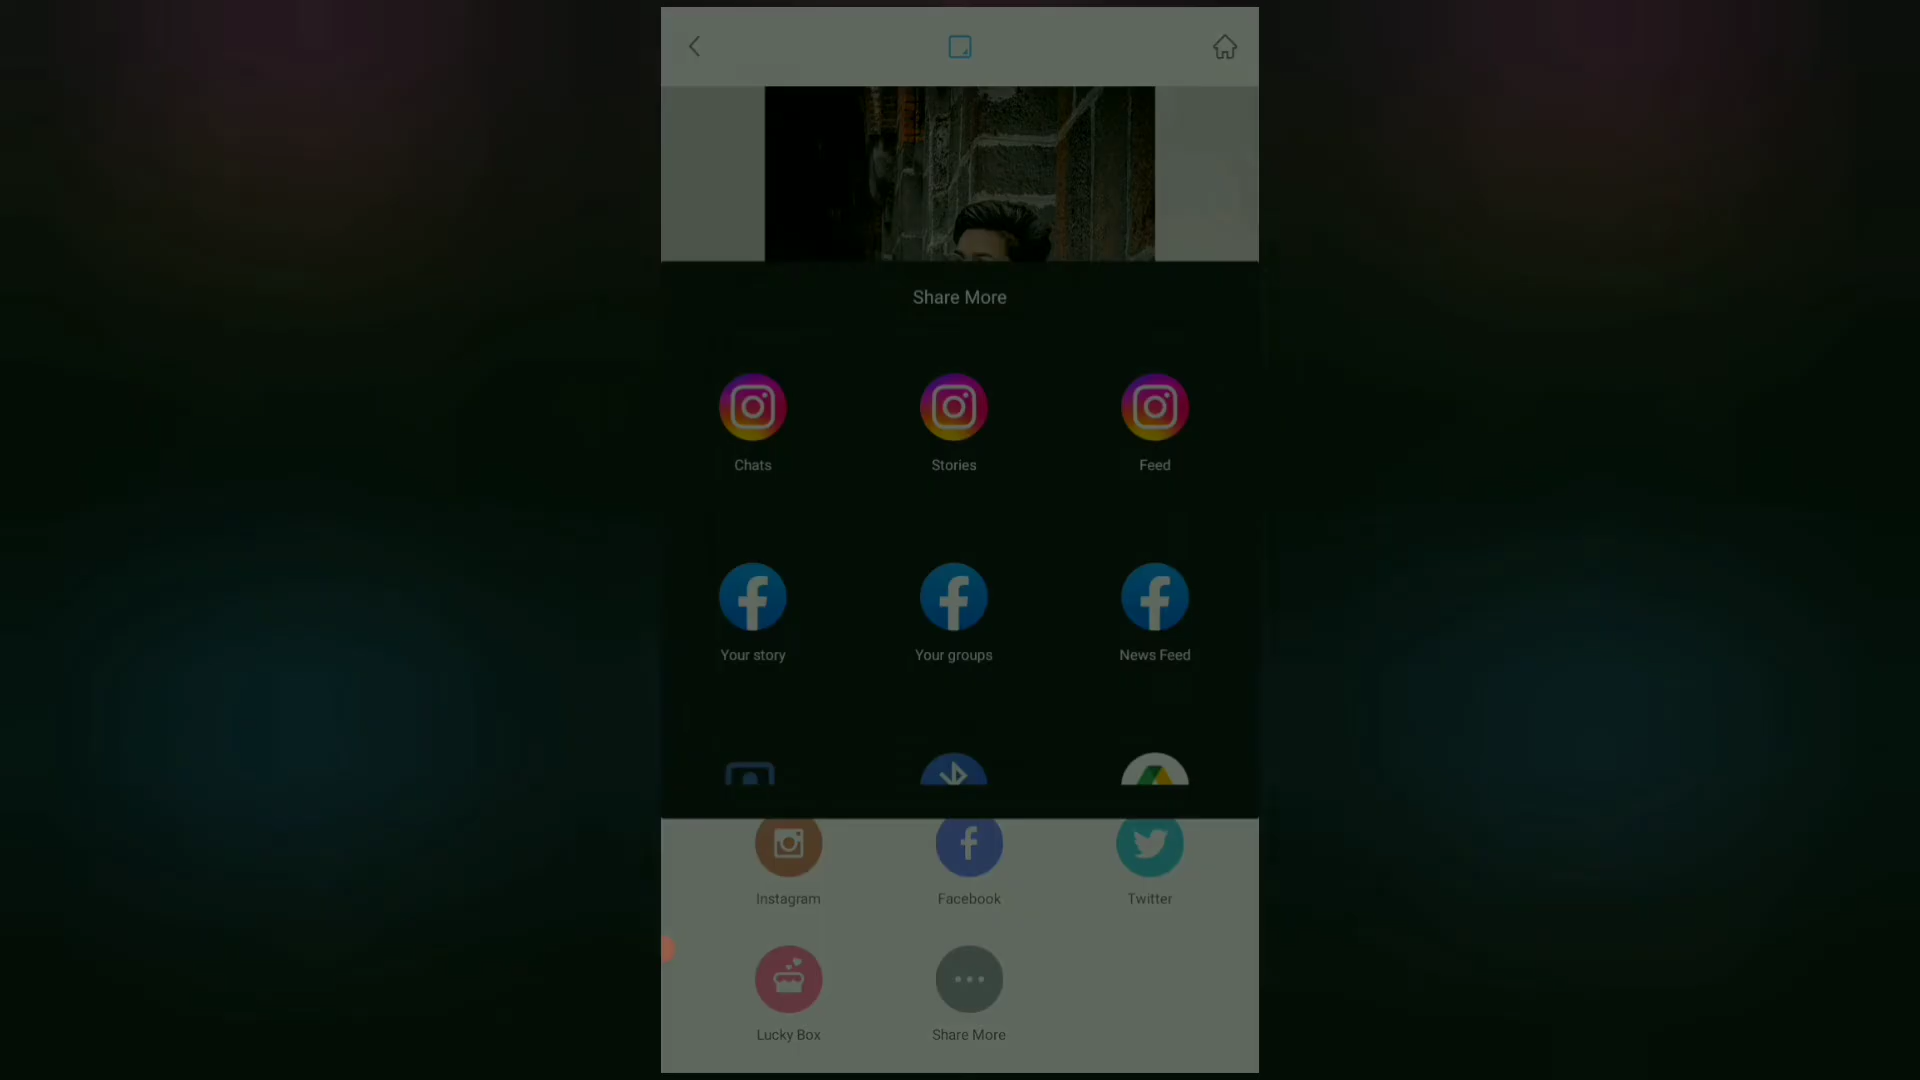 Share More
Chats Stories Feed
Your story Your groups News Feed
Instagram Facebook Twitter
Lucky Box Share More